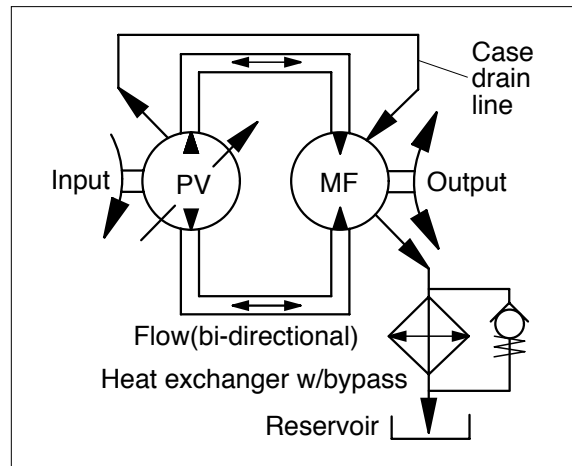 Case
drain
line
Input
PV
MF
Output
Flow(bi-directional)
Heat exchanger w/bypass
Reservoir